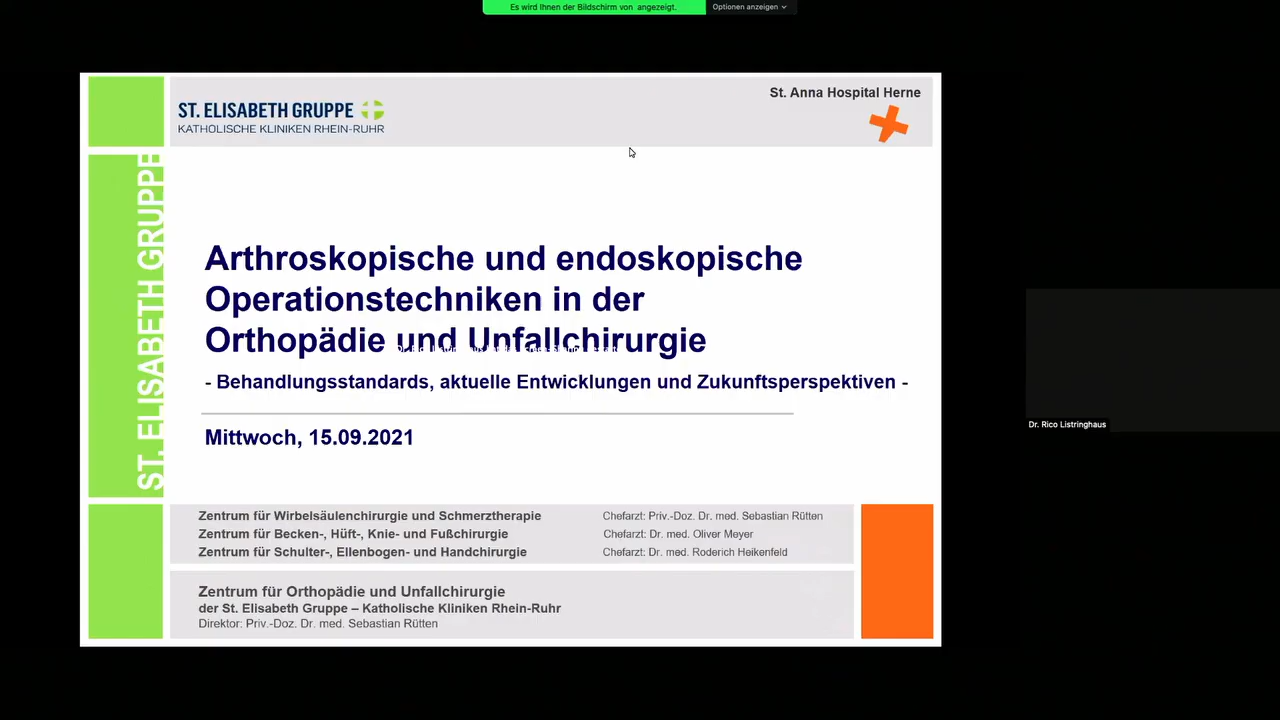 Es wird Ihnen der Bildschirm von angezeigt.
Optionen anzeigen
ST. ELISABETH GRUPPE
KATHOLISCHE KLINIKEN RHEIN-RUHR
St. Anna Hospital Herne
ST. ELISABETH GRUPPE
Arthroskopische und endoskopische
Operationstechniken in der
Orthopädie und Unfallchirurgie
- Behandlungsstandards, aktuelle Entwicklungen und Zukunftsperspektiven -
Mittwoch, 15.09.2021
Dr. Rico Listringhaus
Zentrum für Wirbelsäulenchirurgie und Schmerztherapie Chefarzt: Priv.-Doz. Dr. med. Sebastian Rütten
Zentrum für Becken-, Hüft-, Knie- und Fußchirurgie Chefarzt: Dr. med. Oliver Meyer
Zentrum für Schulter-, Ellenbogen- und Handchirurgie Chefarzt: Dr. med. Roderich Heikenfeld
Zentrum für Orthopädie und Unfallchirurgie
der St. Elisabeth Gruppe – Katholische Kliniken Rhein-Ruhr
Direktor: Priv.-Doz. Dr. med. Sebastian Rütten